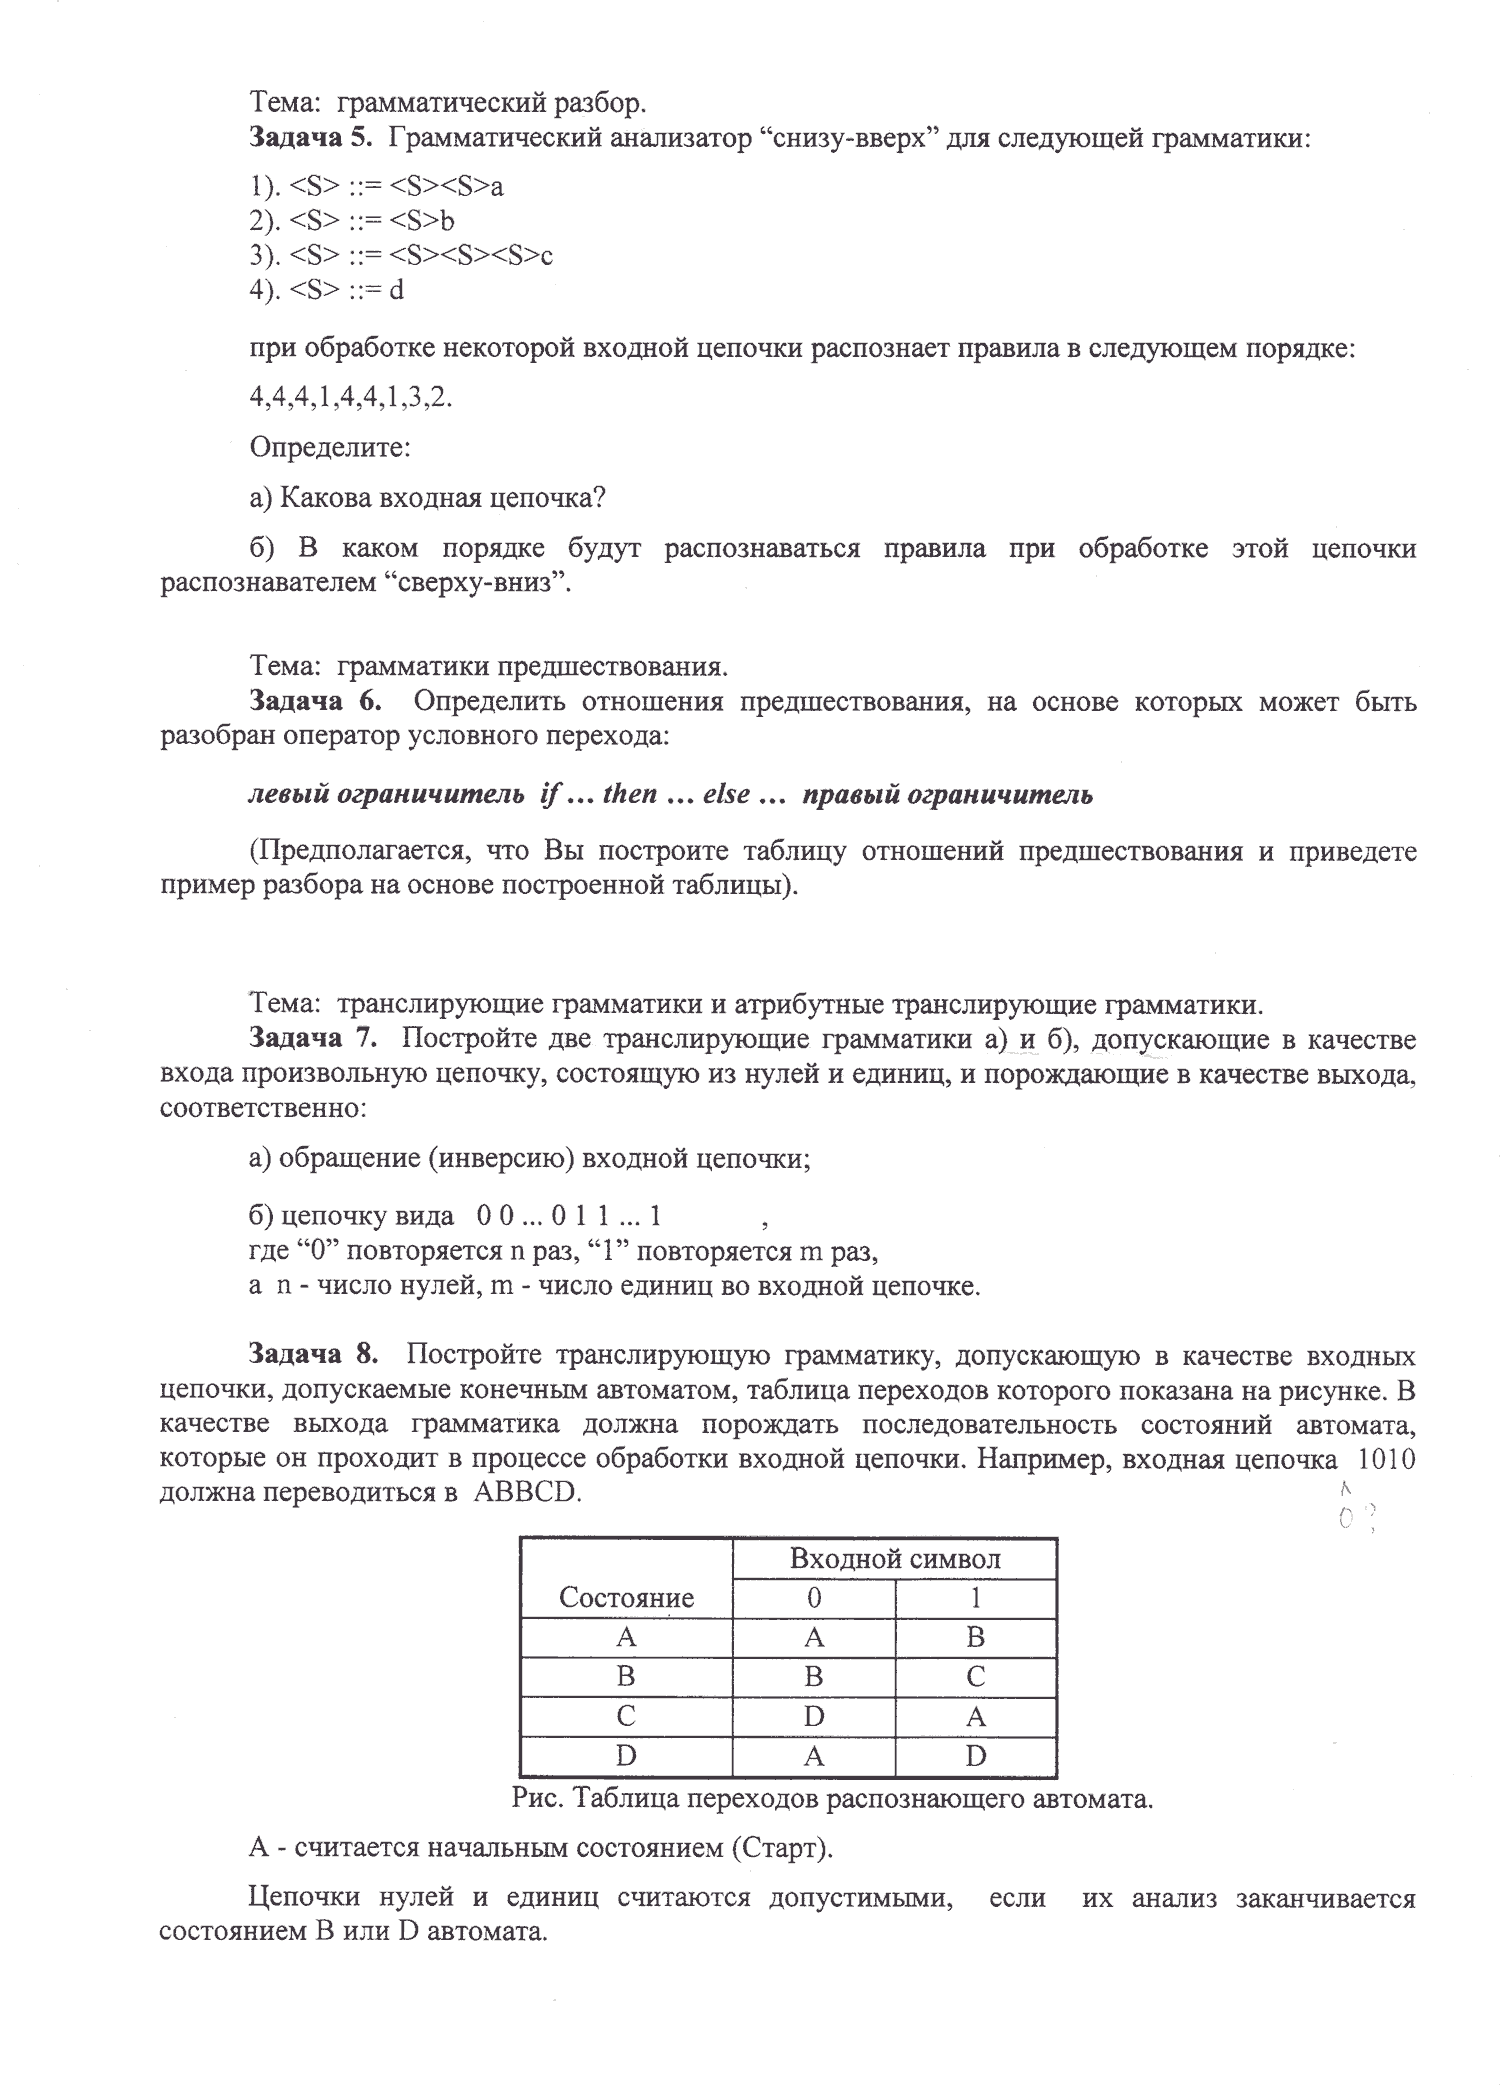 Тема: грамматический разбор.
Задача 5. Грамматический анализатор “снизу-вверх” для следующей грамматики:
1). <S> ::= <S><S>a
2). <S> ::= <S>b
3). <S> ::= <S><S><S>c
4). <S> ::= d
при обработке некоторой входной цепочки распознает правила в следующем порядке:
4,4,4,1,4,4,1,3,2.
Определите:
а) Какова входная цепочка?
б) В каком порядке будут распознаваться правила при обработке этой цепочки
распознавателем “сверху-вниз”.
Тема: грамматики предшествования.
Задача 6. Определить отношения предшествования, на основе которых может быть
разобран оператор условного перехода:
левый ограничитель if ... then ... else ... правый ограничитель
(Предполагается, что Вы построите таблицу отношений предшествования и приведете
пример разбора на основе построенной таблицы).
Тема: транслирующие грамматики и атрибутные транслирующие грамматики.
Задача 7. Постройте две транслирующие грамматики а) и б), допускающие в качестве
входа произвольную цепочку, состоящую из нулей и единиц, и порождающие в качестве выхода,
соответственно:
а) обращение (инверсию) входной цепочки;
б) цепочку вида 0 0 ... 0 1 1 ... 1 ,
где “0” повторяется n раз, “1” повторяется m раз,
а n - число нулей, m - число единиц во входной цепочке.
Задача 8. Постройте транслирующую грамматику, допускающую в качестве входных
цепочки, допускаемые конечным автоматом, таблица переходов которого показана на рисунке. В
качестве выхода грамматика должна порождать последовательность состояний автомата,
которые он проходит в процессе обработки входной цепочки. Например, входная цепочка 1010
должна переводиться в ABBCD.
0 ?
Входной символ
Состояние 0 1
A A B
B B C
C D A
D A D
Рис. Таблица переходов распознающего автомата.
А - считается начальным состоянием (Старт).
Цепочки нулей и единиц считаются допустимыми, если их анализ заканчивается
состоянием B или D автомата.